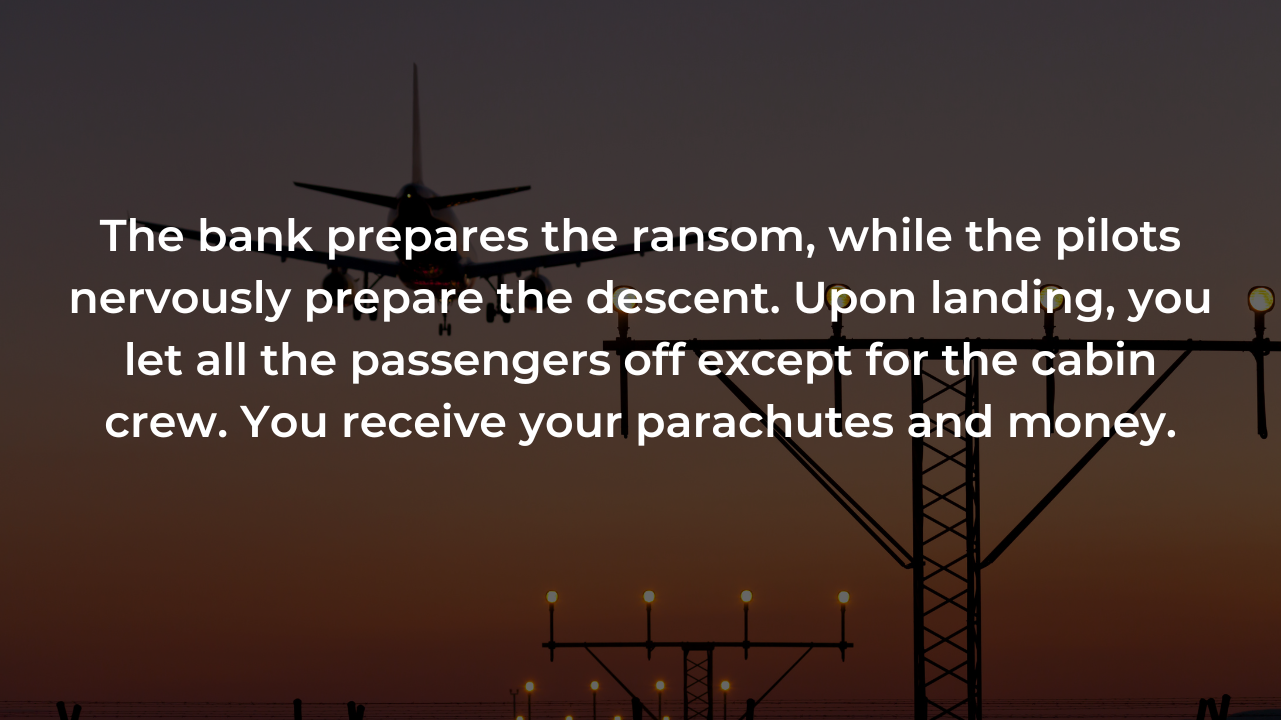 The bank prepares the ransom, while the pilots
nervously prepare the descent. Upon landing, you
let all the passengers off except for the cabin
crew. You receive your parachutes and money.